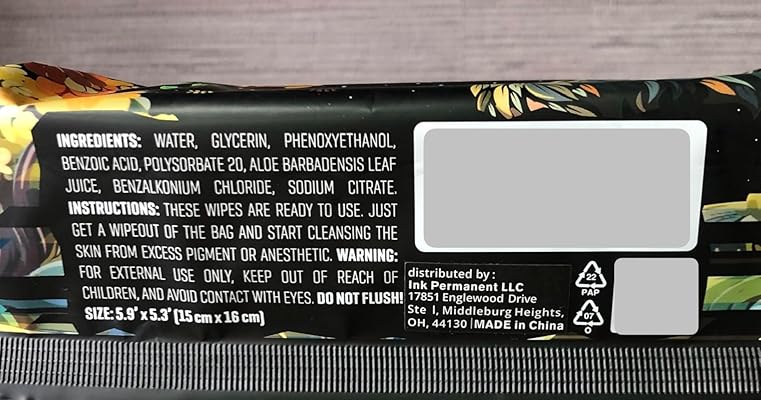 INGREDIENTS: WATER, GLYCERIN, PHENOXYETHANOL,
BENZOIC ACID, POLYSORBATE 20, ALOE BARBADENSIS LEAF
JUICE, BENZALKONIUM CHLORIDE, SODIUM CITRATE.
INSTRUCTIONS: THESE WIPES ARE READY TO USE. JUST
GET A WIPEOUT OF THE BAG AND START CLEANSING THE
SKIN FROM EXCESS PIGMENT OR ANESTHETIC. WARNING:
FOR EXTERNAL USE ONLY, KEEP OUT OF REACH OF
CHILDREN, AND AVOID CONTACT WITH EYES. DO NOT FLUSH!
SIZE: 5.9" x 5.3" (15 cm x 16 cm)
distributed by :
Ink Permanent LLC
17851 Englewood Drive
Ste I, Middleburg Heights,
OH, 44130 | MADE in China
22
PAP
07